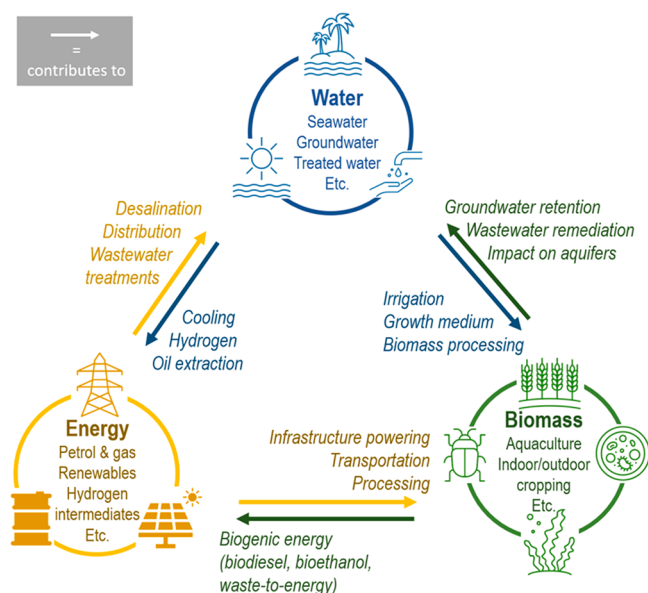 =
contributes to
Water
Seawater
Groundwater
Treated water
Etc.
Desalination
Distribution
Wastewater
treatments
Groundwater retention
Wastewater remediation
Impact on aquifers
Cooling
Hydrogen
Oil extraction
Irrigation
Growth medium
Biomass processing
Energy
Petrol & gas
Renewables
Hydrogen
intermediates
Etc.
Infrastructure powering
Transportation
Processing
Biomass
Aquaculture
Indoor/outdoor
cropping
Etc.
Biogenic energy
(biodiesel, bioethanol,
waste-to-energy)